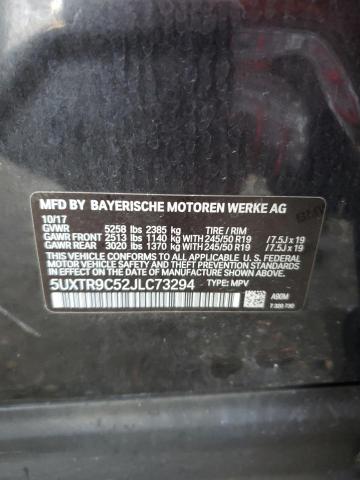 MFD BY BAYERISCHE MOTOREN WERKE AG
10/17
GVWR 5258 lbs 2385 kg TIRE / RIM
GAWR FRONT 2513 lbs 1140 kg WITH 245/50 R19 /7.5J x 19
GAWR REAR 3020 lbs 1370 kg WITH 245/50 R19 /7.5J x 19
THIS VEHICLE CONFORMS TO ALL APPLICABLE U.S. FEDERAL
MOTOR VEHICLE SAFETY, BUMPER, AND THEFT PREVENTION
STANDARDS IN EFFECT ON THE DATE OF MANUFACTURE
SHOWN ABOVE.
5UXTR9C52JLC73294 TYPE: MPV
A90M